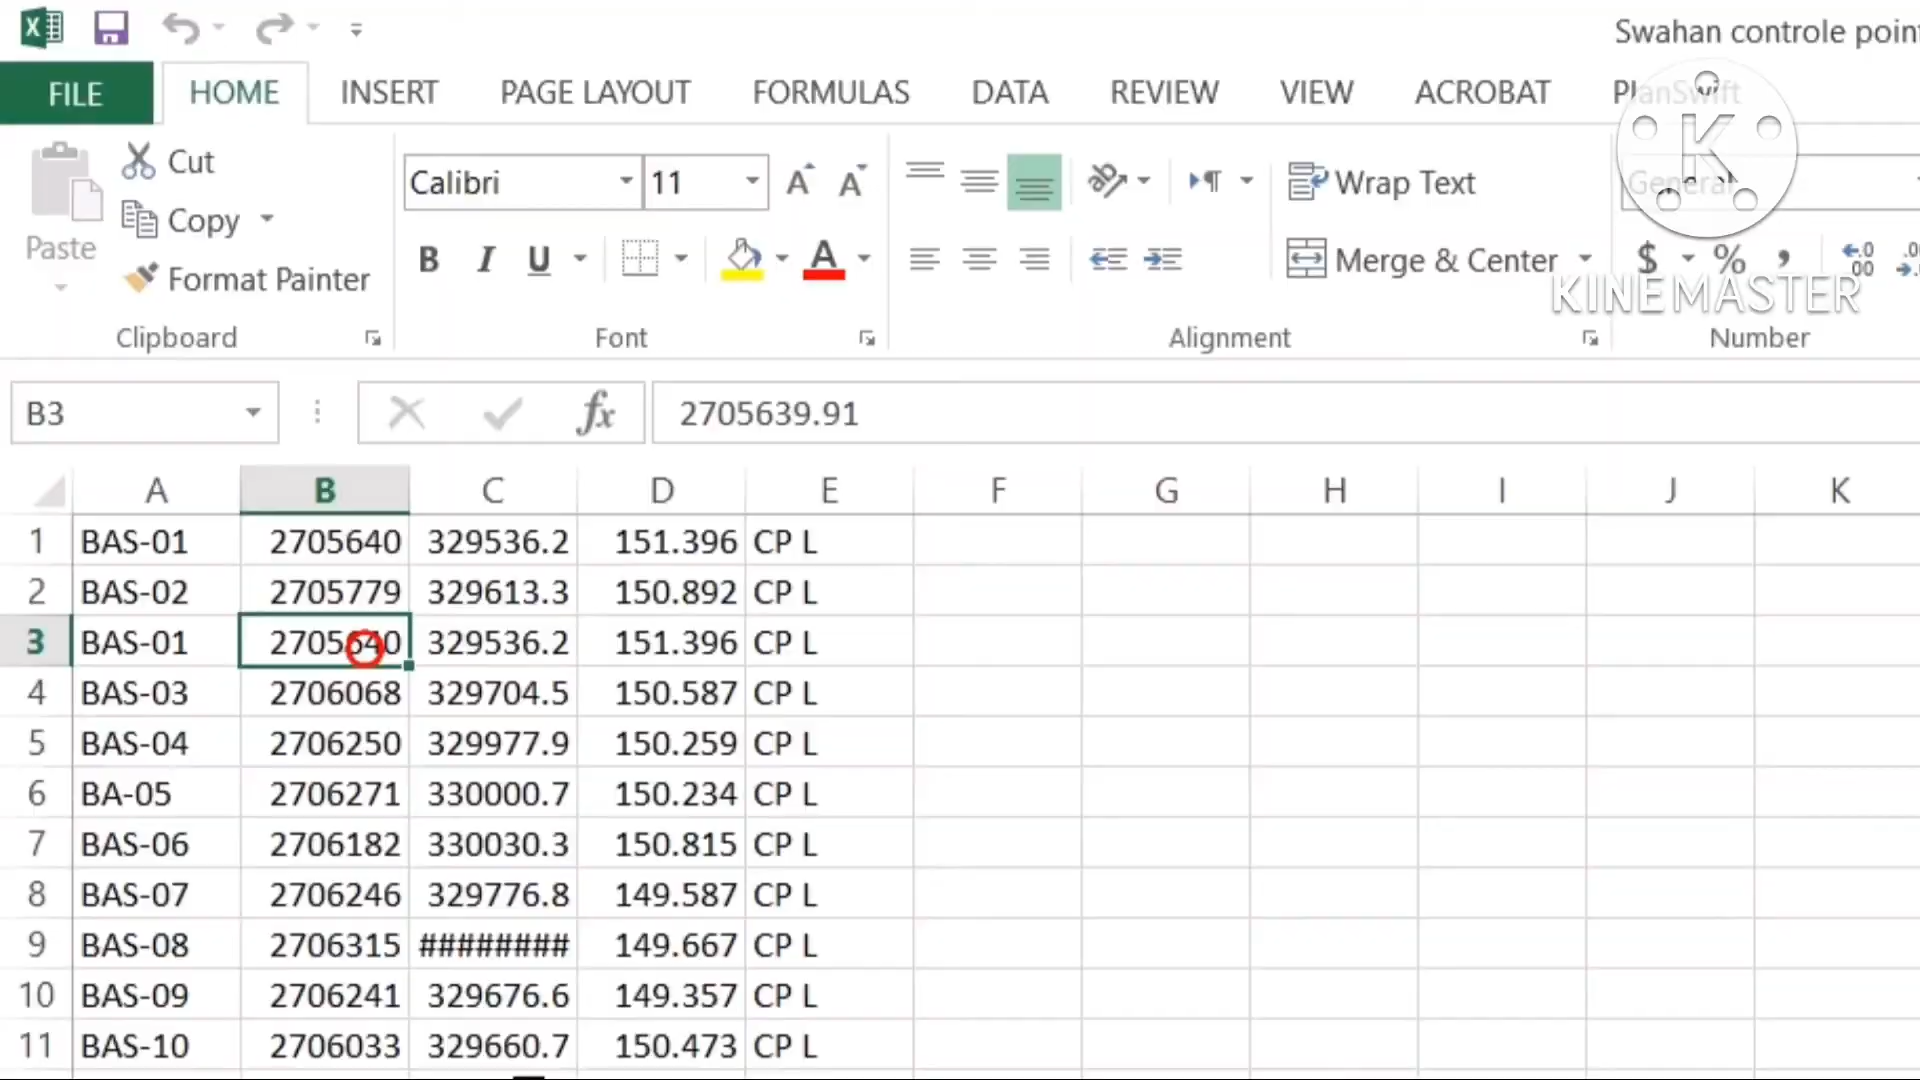 Swahan controle point
FILE HOME INSERT PAGE LAYOUT FORMULAS DATA REVIEW VIEW ACROBAT PlanSwift
Cut
Copy
Paste
Format Painter
Calibri 11
Wrap Text
General
B I U
Merge & Center
$ % ,
KINEMASTER
Clipboard Font Alignment Number
B3 fx 2705639.91
A B C D E F G H I J K
1 BAS-01 2705640 329536.2 151.396 CP L
2 BAS-02 2705779 329613.3 150.892 CP L
3 BAS-01 2705640 329536.2 151.396 CP L
4 BAS-03 2706068 329704.5 150.587 CP L
5 BAS-04 2706250 329977.9 150.259 CP L
6 BA-05 2706271 330000.7 150.234 CP L
7 BAS-06 2706182 330030.3 150.815 CP L
8 BAS-07 2706246 329776.8 149.587 CP L
9 BAS-08 2706315 ######## 149.667 CP L
10 BAS-09 2706241 329676.6 149.357 CP L
11 BAS-10 2706033 329660.7 150.473 CP L